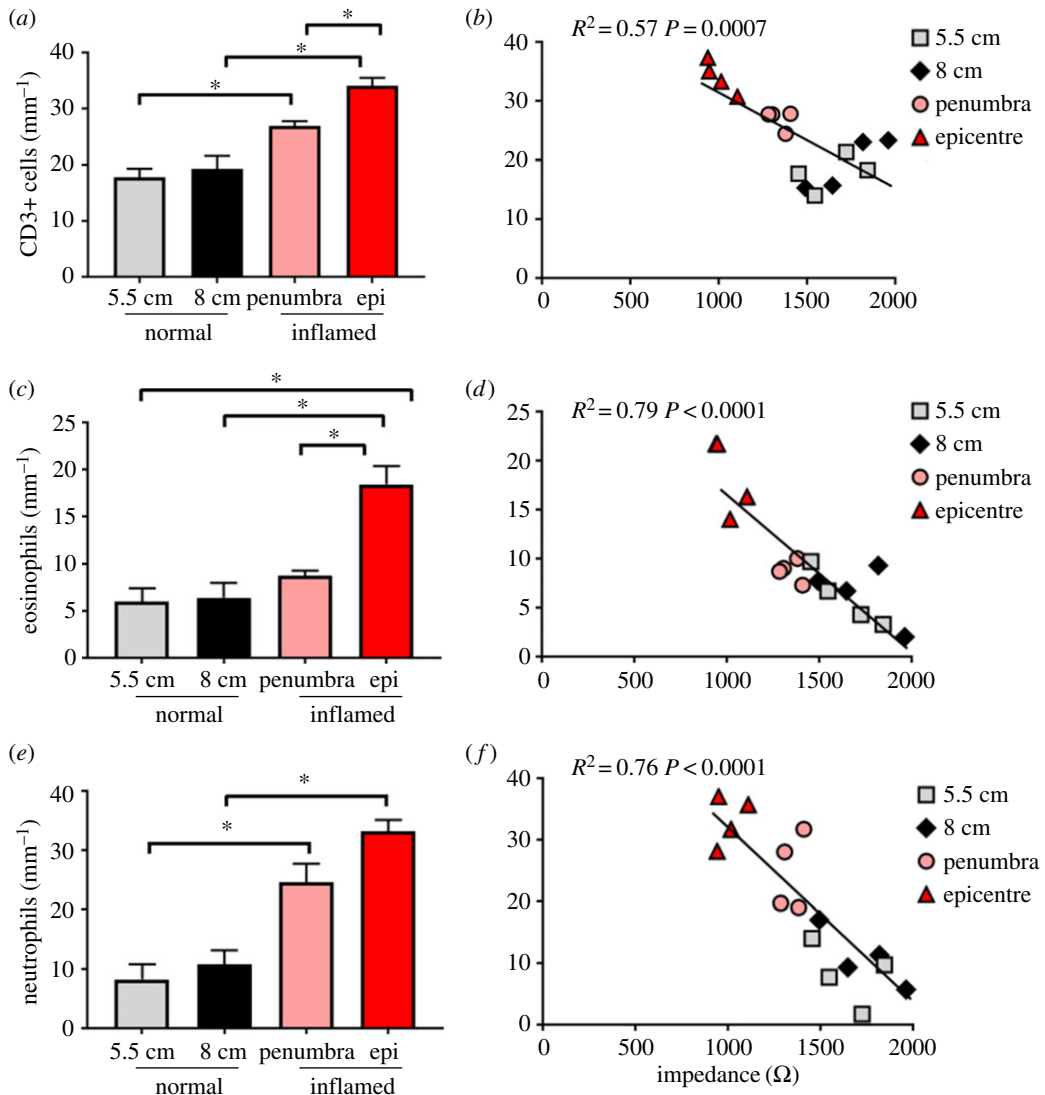 (a)
*
*
*
CD3+ cells (mm⁻¹)
40
30
20
10
0
5.5 cm 8 cm penumbra epi
normal inflamed
(b)
R² = 0.57 P = 0.0007
40
30
20
10
0
0 1000 1500 2000
5.5 cm
8 cm
penumbra
epicentre
(c)
*
*
*
eosinophils (mm⁻¹)
25
20
15
10
5
0
5.5 cm 8 cm penumbra epi
normal inflamed
(d)
R² = 0.79 P < 0.0001
25
20
15
10
5
0
0 500 1000 1500 2000
5.5 cm
8 cm
penumbra
epicentre
(e)
*
*
neutrophils (mm⁻¹)
40
30
20
10
0
5.5 cm 8 cm penumbra epi
normal inflamed
(f)
R² = 0.76 P < 0.0001
40
30
20
10
0
0 500 1000 1500 2000
impedance (Ω)
5.5 cm
8 cm
penumbra
epicentre